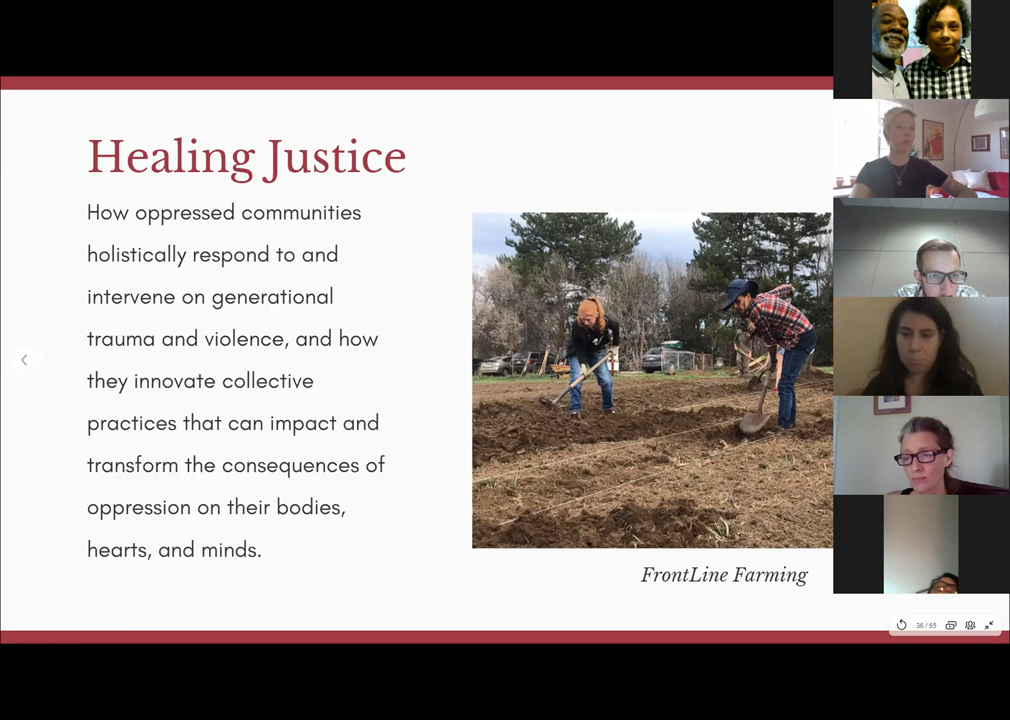 Healing Justice
How oppressed communities
holistically respond to and
intervene on generational
trauma and violence, and how
they innovate collective
practices that can impact and
transform the consequences of
oppression on their bodies,
hearts, and minds.
FrontLine Farming
36 / 65